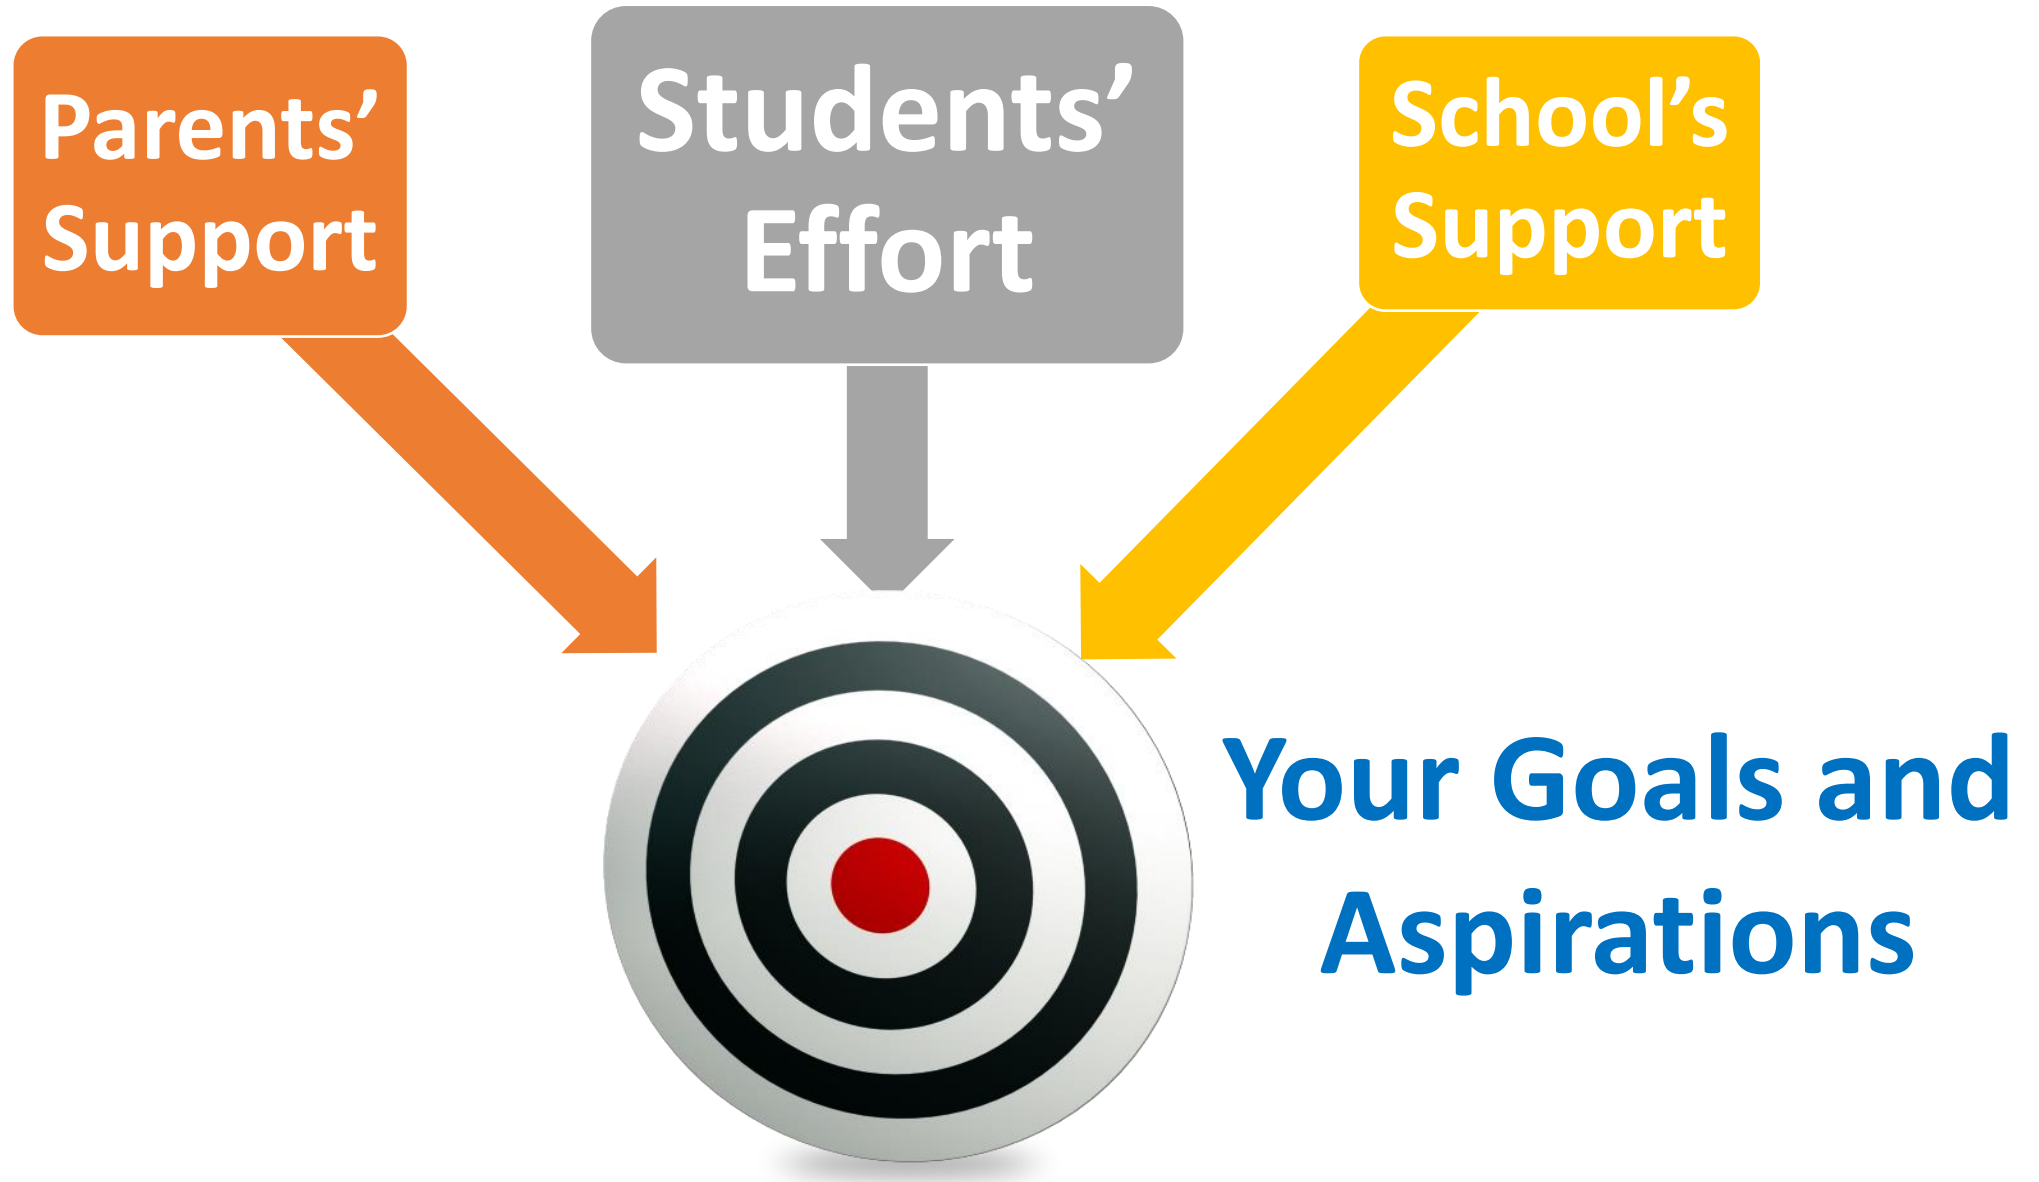 Parents’
Support
Students’
Effort
School’s
Support
Your Goals and
Aspirations